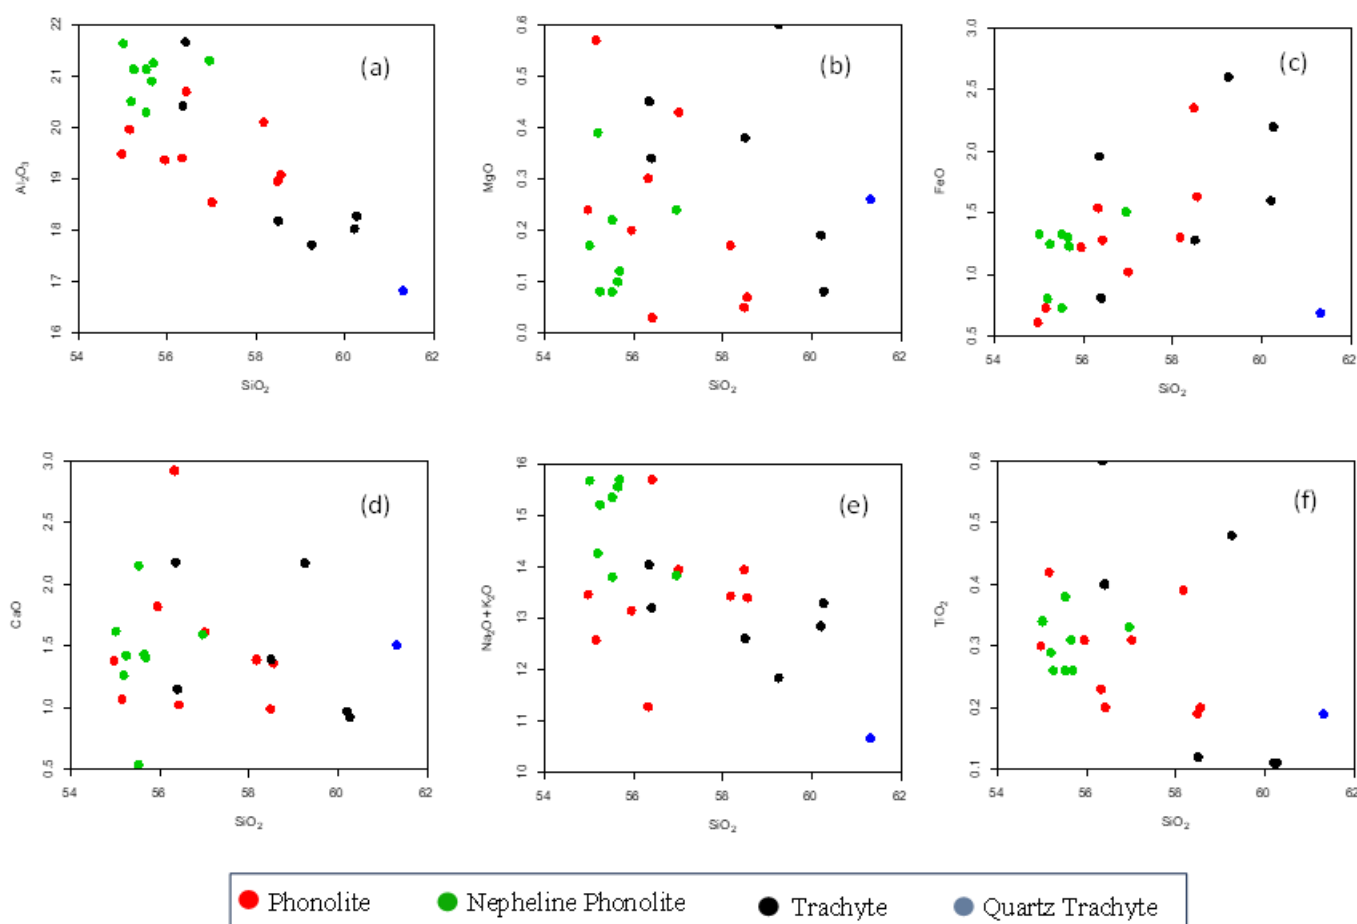 (a)
Al₂O₃
22
21
20
19
18
17
16
54 56 58 60 62
SiO₂
(b)
MgO
0.6
0.5
0.4
0.3
0.2
0.1
0.0
54 56 58 60 62
SiO₂
(c)
FeO
3.0
2.5
2.0
1.5
1.0
0.5
54 56 58 60 62
SiO₂
(d)
CaO
3.0
2.5
2.0
1.5
1.0
0.5
54 56 58 60 62
SiO₂
(e)
Na₂O + K₂O
16
15
14
13
12
11
10
54 56 58 60 62
SiO₂
(f)
TiO₂
0.6
0.5
0.4
0.3
0.2
0.1
54 56 58 60 62
SiO₂
Phonolite Nepheline Phonolite Trachyte Quartz Trachyte